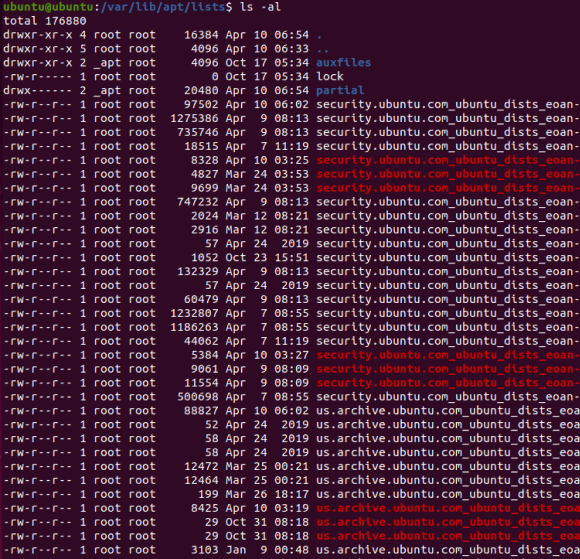 ubuntu@ubuntu:/var/lib/apt/lists$ ls -al
total 176880
drwxr-xr-x 4 root root 16384 Apr 10 06:54 .
drwxr-xr-x 5 root root 4096 Apr 10 06:33 ..
drwxr-xr-x 2 _apt root 4096 Oct 17 05:34 auxfiles
-rw-r----- 1 root root 0 Oct 17 05:34 lock
drwx------ 2 _apt root 20480 Apr 10 06:54 partial
-rw-r--r-- 1 root root 97502 Apr 10 06:02 security.ubuntu.com_ubuntu_dists_eoan-
-rw-r--r-- 1 root root 1275386 Apr 9 08:13 security.ubuntu.com_ubuntu_dists_eoan-
-rw-r--r-- 1 root root 735746 Apr 9 08:13 security.ubuntu.com_ubuntu_dists_eoan-
-rw-r--r-- 1 root root 18515 Apr 7 11:19 security.ubuntu.com_ubuntu_dists_eoan-
-rw-r--r-- 1 root root 8328 Apr 10 03:25 security.ubuntu.com_ubuntu_dists_eoan-
-rw-r--r-- 1 root root 4827 Mar 24 03:53 security.ubuntu.com_ubuntu_dists_eoan-
-rw-r--r-- 1 root root 9699 Mar 24 03:53 security.ubuntu.com_ubuntu_dists_eoan-
-rw-r--r-- 1 root root 747232 Apr 9 08:13 security.ubuntu.com_ubuntu_dists_eoan-
-rw-r--r-- 1 root root 2024 Mar 12 08:21 security.ubuntu.com_ubuntu_dists_eoan-
-rw-r--r-- 1 root root 2916 Mar 12 08:21 security.ubuntu.com_ubuntu_dists_eoan-
-rw-r--r-- 1 root root 57 Apr 24 2019 security.ubuntu.com_ubuntu_dists_eoan-
-rw-r--r-- 1 root root 1052 Oct 23 15:51 security.ubuntu.com_ubuntu_dists_eoan-
-rw-r--r-- 1 root root 132329 Apr 9 08:13 security.ubuntu.com_ubuntu_dists_eoan-
-rw-r--r-- 1 root root 57 Apr 24 2019 security.ubuntu.com_ubuntu_dists_eoan-
-rw-r--r-- 1 root root 60479 Apr 9 08:13 security.ubuntu.com_ubuntu_dists_eoan-
-rw-r--r-- 1 root root 1232807 Apr 7 08:55 security.ubuntu.com_ubuntu_dists_eoan-
-rw-r--r-- 1 root root 1186263 Apr 7 08:55 security.ubuntu.com_ubuntu_dists_eoan-
-rw-r--r-- 1 root root 44062 Apr 7 11:19 security.ubuntu.com_ubuntu_dists_eoan-
-rw-r--r-- 1 root root 5384 Apr 10 03:27 security.ubuntu.com_ubuntu_dists_eoan-
-rw-r--r-- 1 root root 9061 Apr 9 08:09 security.ubuntu.com_ubuntu_dists_eoan-
-rw-r--r-- 1 root root 11554 Apr 9 08:09 security.ubuntu.com_ubuntu_dists_eoan-
-rw-r--r-- 1 root root 500698 Apr 7 08:55 security.ubuntu.com_ubuntu_dists_eoan-
-rw-r--r-- 1 root root 88827 Apr 10 06:02 us.archive.ubuntu.com_ubuntu_dists_eoa
-rw-r--r-- 1 root root 52 Apr 24 2019 us.archive.ubuntu.com_ubuntu_dists_eoa
-rw-r--r-- 1 root root 58 Apr 24 2019 us.archive.ubuntu.com_ubuntu_dists_eoa
-rw-r--r-- 1 root root 58 Apr 24 2019 us.archive.ubuntu.com_ubuntu_dists_eoa
-rw-r--r-- 1 root root 12472 Mar 25 00:21 us.archive.ubuntu.com_ubuntu_dists_eoa
-rw-r--r-- 1 root root 12464 Mar 25 00:21 us.archive.ubuntu.com_ubuntu_dists_eoa
-rw-r--r-- 1 root root 199 Mar 26 18:17 us.archive.ubuntu.com_ubuntu_dists_eoa
-rw-r--r-- 1 root root 8425 Apr 10 03:19 us.archive.ubuntu.com_ubuntu_dists_eoa
-rw-r--r-- 1 root root 29 Oct 31 08:18 us.archive.ubuntu.com_ubuntu_dists_eoa
-rw-r--r-- 1 root root 29 Oct 31 08:18 us.archive.ubuntu.com_ubuntu_dists_eoa
-rw-r--r-- 1 root root 3103 Jan 9 00:48 us.archive.ubuntu.com_ubuntu_dists_eoa